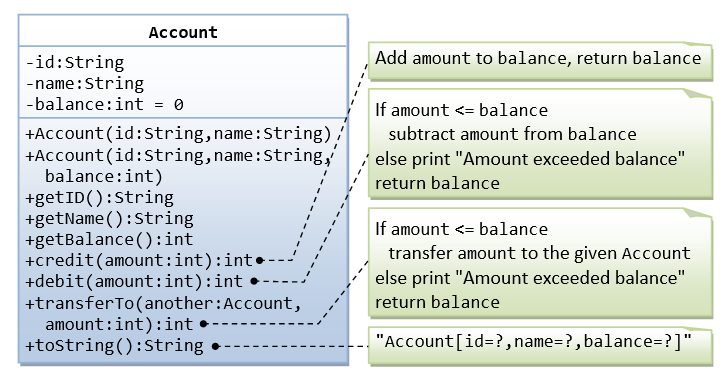 Account
-id:String
-name:String
-balance:int = 0
+Account(id:String,name:String)
+Account(id:String,name:String,
balance:int)
+getID():String
+getName():String
+getBalance():int
+credit(amount:int):int
+debit(amount:int):int
+transferTo(another:Account,
amount:int):int
+toString():String
Add amount to balance, return balance
If amount <= balance
subtract amount from balance
else print "Amount exceeded balance"
return balance
If amount <= balance
transfer amount to the given Account
else print "Amount exceeded balance"
return balance
"Account[id=?,name=?,balance=?]"